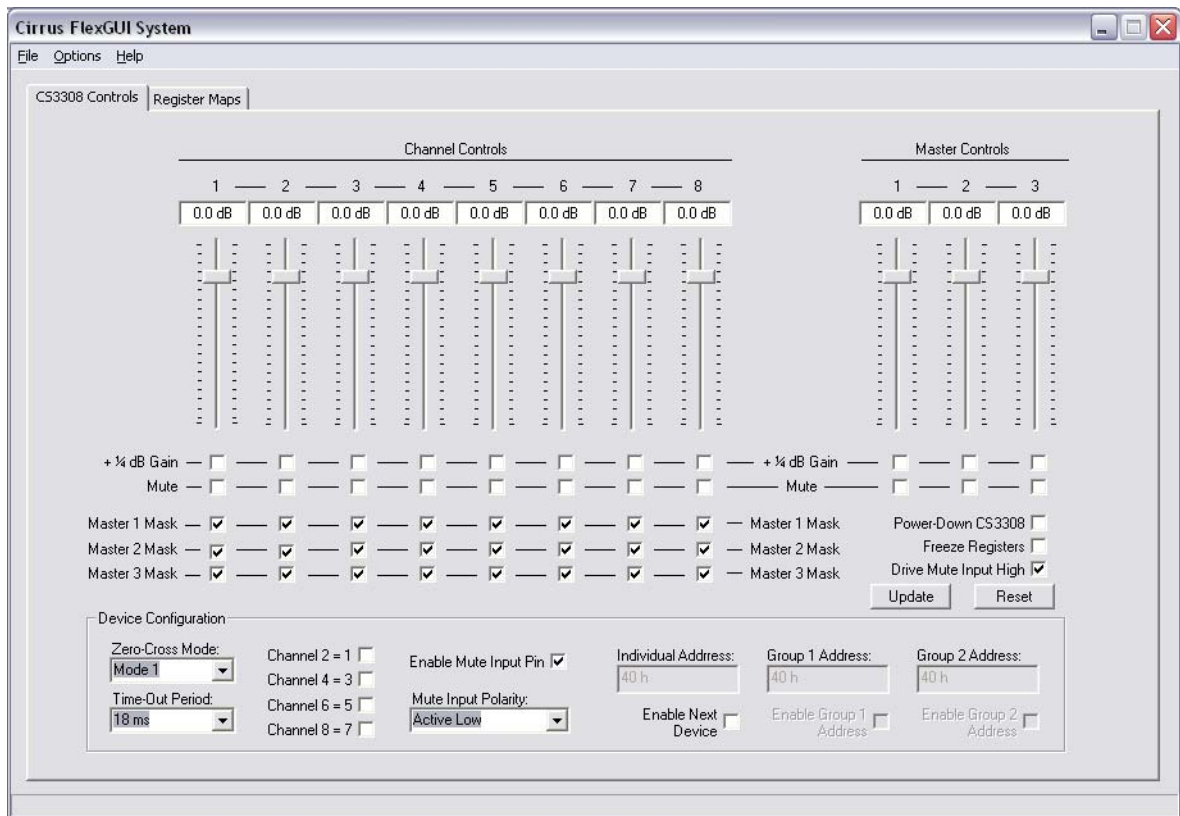 Cirrus FlexGUI System
File Options Help
CS3308 Controls Register Maps
Channel Controls Master Controls
1 2 3 4 5 6 7 8 1 2 3
0.0 dB 0.0 dB 0.0 dB 0.0 dB 0.0 dB 0.0 dB 0.0 dB 0.0 dB 0.0 dB 0.0 dB 0.0 dB
+ ¼ dB Gain + ¼ dB Gain
Mute Mute
Master 1 Mask Master 1 Mask Power-Down CS3308
Master 2 Mask Master 2 Mask Freeze Registers
Master 3 Mask Master 3 Mask Drive Mute Input High
Update Reset
Device Configuration
Zero-Cross Mode:
Mode 1
Time-Out Period:
18 ms
Channel 2 = 1
Channel 4 = 3
Channel 6 = 5
Channel 8 = 7
Enable Mute Input Pin
Mute Input Polarity:
Active Low
Individual Addrress:
40 h
Enable Next
Device
Group 1 Address:
40 h
Enable Group 1
Address
Group 2 Address:
40 h
Enable Group 2
Address